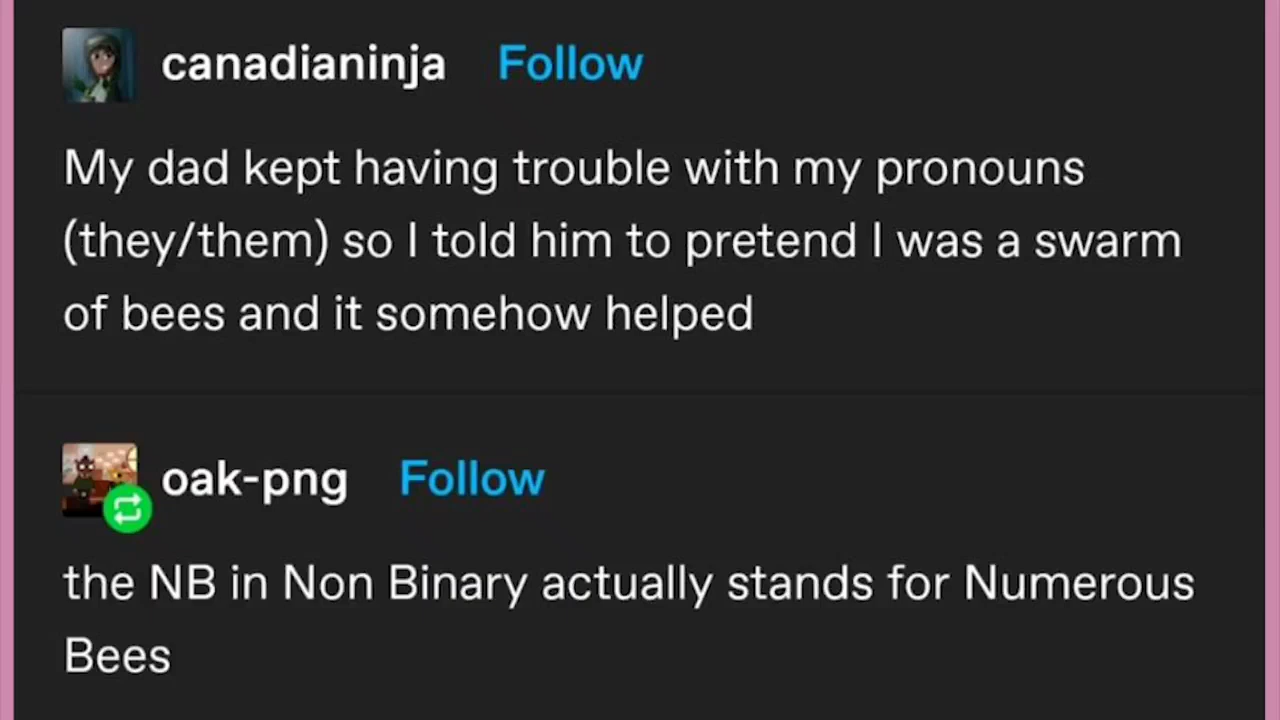 canadianinja Follow
My dad kept having trouble with my pronouns
(they/them) so I told him to pretend I was a swarm
of bees and it somehow helped
oak-png Follow
the NB in Non Binary actually stands for Numerous
Bees